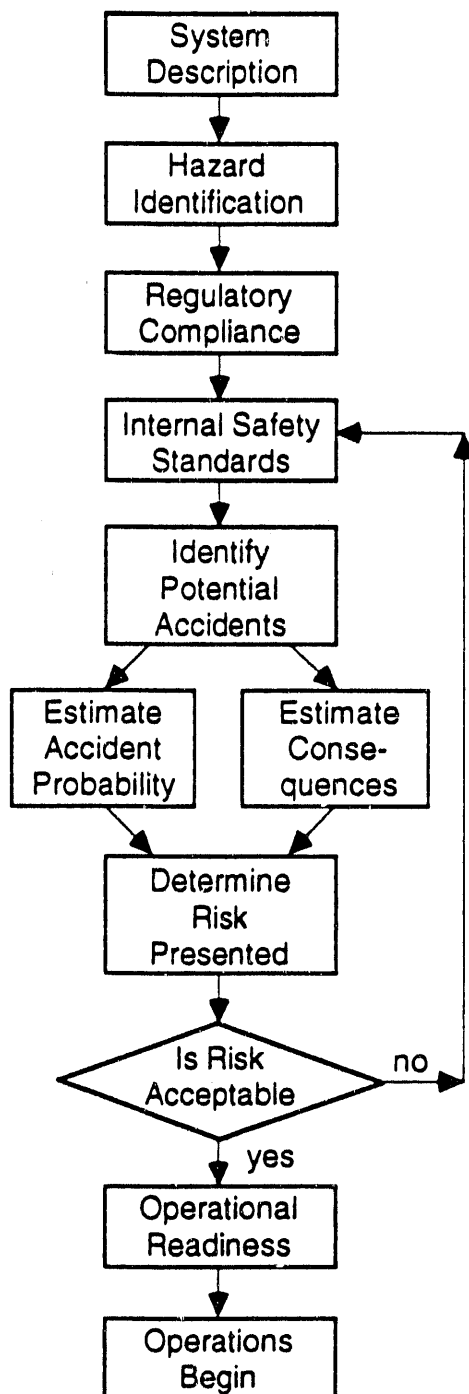 System
Description
Hazard
Identification
Regulatory
Compliance
Internal Safety
Standards
Identify
Potential
Accidents
Estimate
Accident
Probability
Estimate
Conse-
quences
Determine
Risk
Presented
Is Risk
Acceptable
no
yes
Operational
Readiness
Operations
Begin